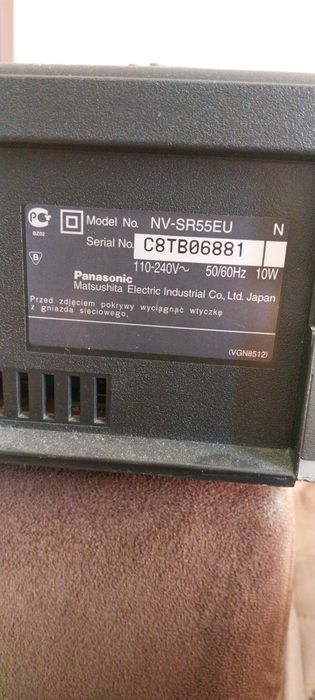 Model No. NV-SR55EU N
Serial No. C8TB06881
BZ02
B
110-240V~ 50/60Hz 10W
Panasonic
Matsushita Electric Industrial Co., Ltd. Japan
Przed zdjęciem pokrywy wyciągnąć wtyczkę
z gniazda sieciowego.
(VGN8512)